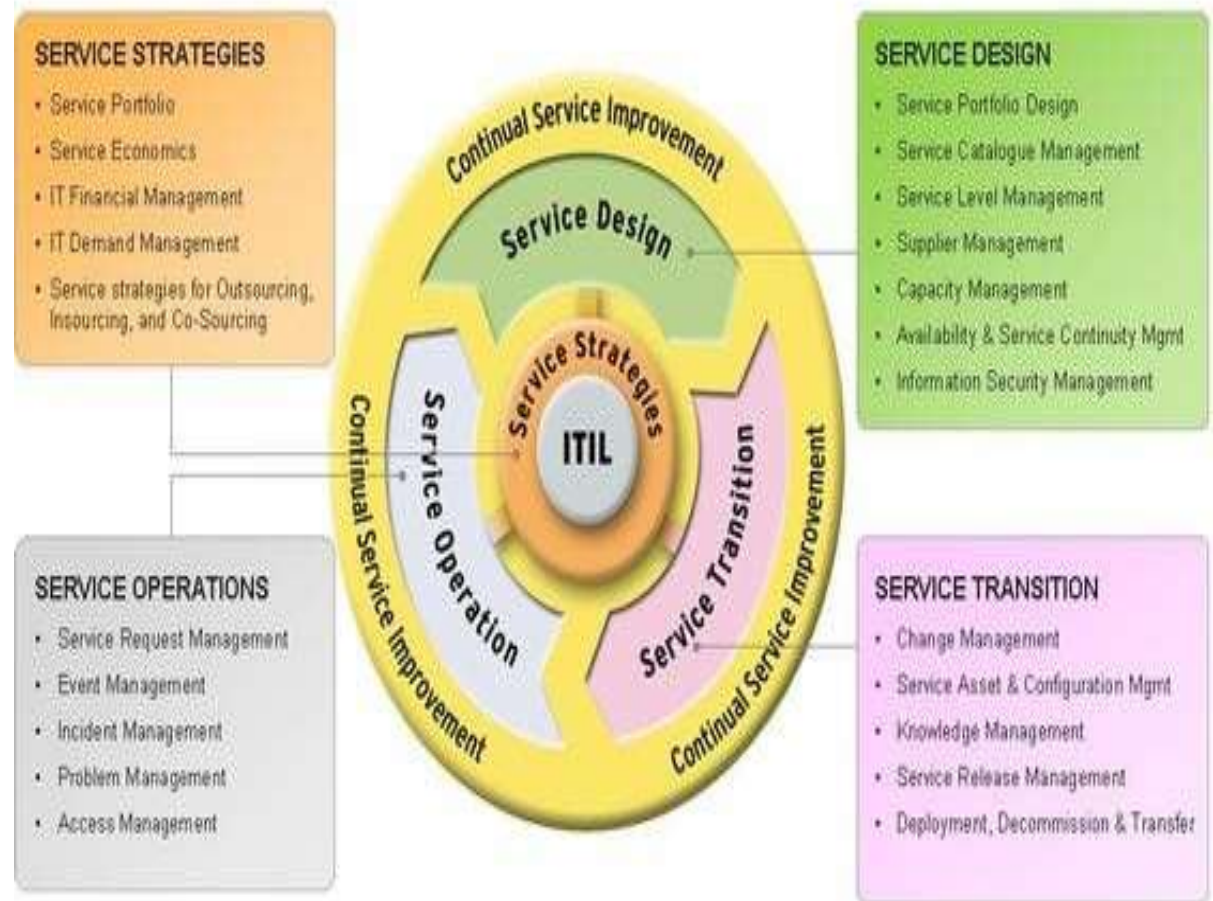 SERVICE STRATEGIES
• Service Portfolio
• Service Economics
• IT Financial Management
• IT Demand Management
• Service strategies for Outsourcing,
Insourcing, and Co-Sourcing
SERVICE OPERATIONS
• Service Request Management
• Event Management
• Incident Management
• Problem Management
• Access Management
Continual Service Improvement
Service Design
Service Strategies
ITIL
Service Operation
Service Transition
Continual Service Improvement
Continual Service Improvement
SERVICE DESIGN
• Service Portfolio Design
• Service Catalogue Management
• Service Level Management
• Supplier Management
• Capacity Management
• Availability & Service Continuity Mgmt
• Information Security Management
SERVICE TRANSITION
• Change Management
• Service Asset & Configuration Mgmt
• Knowledge Management
• Service Release Management
• Deployment, Decommission & Transfer